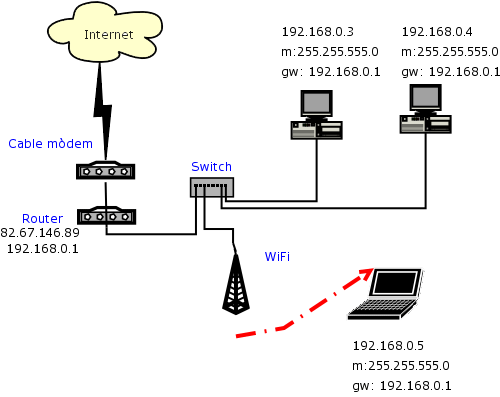 Internet
192.168.0.3
m:255.255.555.0
gw: 192.168.0.1
192.168.0.4
m:255.255.555.0
gw: 192.168.0.1
Cable mòdem
Switch
Router
82.67.146.89
192.168.0.1
WiFi
192.168.0.5
m:255.255.555.0
gw: 192.168.0.1